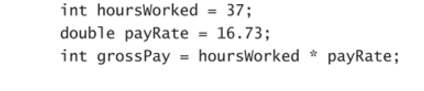 int hoursWorked = 37;
double payRate = 16.73;
int grossPay = hoursWorked * payRate;